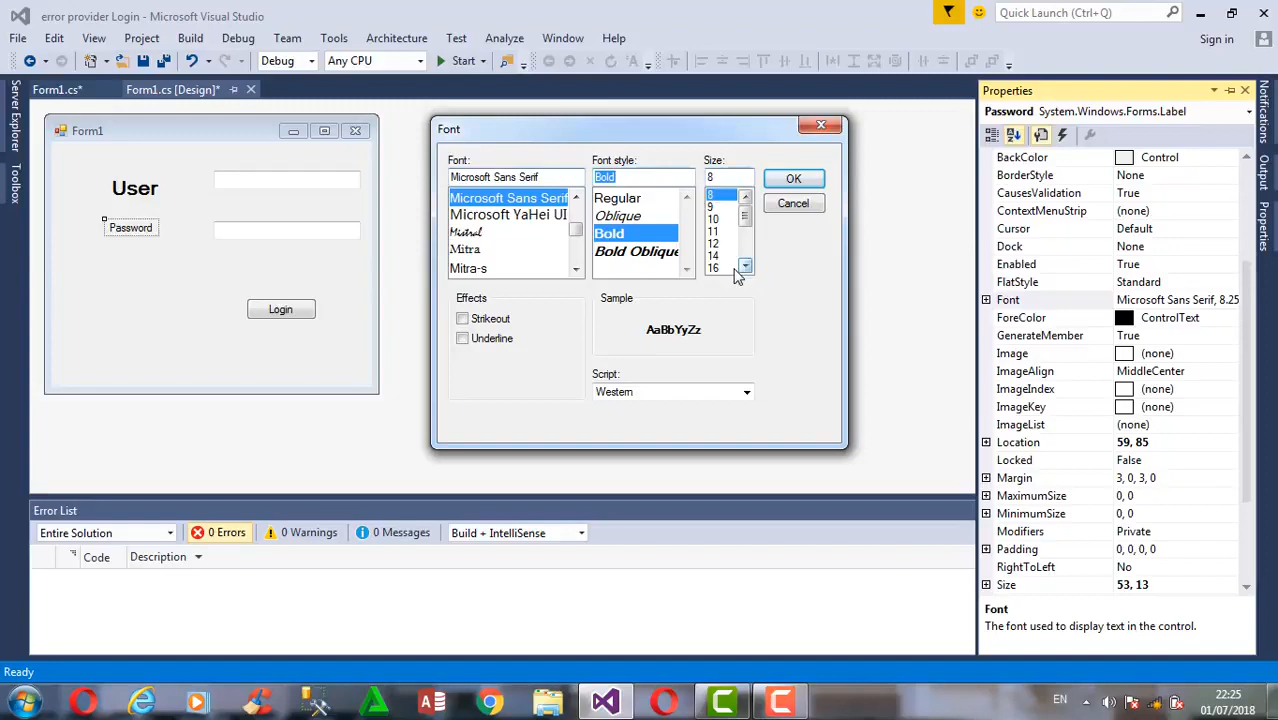 error provider Login - Microsoft Visual Studio
Quick Launch (Ctrl+Q)
File Edit View Project Build Debug Team Tools Architecture Test Analyze Window Help
Sign in
Debug Any CPU Start
Form1.cs* Form1.cs [Design]*
Server Explorer
Toolbox
Form1
User
Password
Login
Font
Font: Font style: Size:
Microsoft Sans Serif Bold 8
Microsoft Sans Serif
Microsoft YaHei UI
Mistral
Mitra
Mitra-s
Regular
Oblique
Bold
Bold Oblique
8
9
10
11
12
14
16
OK
Cancel
Effects
Strikeout
Underline
Sample
AaBbYyZz
Script:
Western
Properties
Password System.Windows.Forms.Label
BackColor Control
BorderStyle None
CausesValidation True
ContextMenuStrip (none)
Cursor Default
Dock None
Enabled True
FlatStyle Standard
Font Microsoft Sans Serif, 8.25
ForeColor ControlText
GenerateMember True
Image (none)
ImageAlign MiddleCenter
ImageIndex (none)
ImageKey (none)
ImageList (none)
Location 59, 85
Locked False
Margin 3, 0, 3, 0
MaximumSize 0, 0
MinimumSize 0, 0
Modifiers Private
Padding 0, 0, 0, 0
RightToLeft No
Size 53, 13
Font
The font used to display text in the control.
Notifications
Output
Error List
Entire Solution 0 Errors 0 Warnings 0 Messages Build + IntelliSense
Code Description
Ready
EN
22:25
01/07/2018